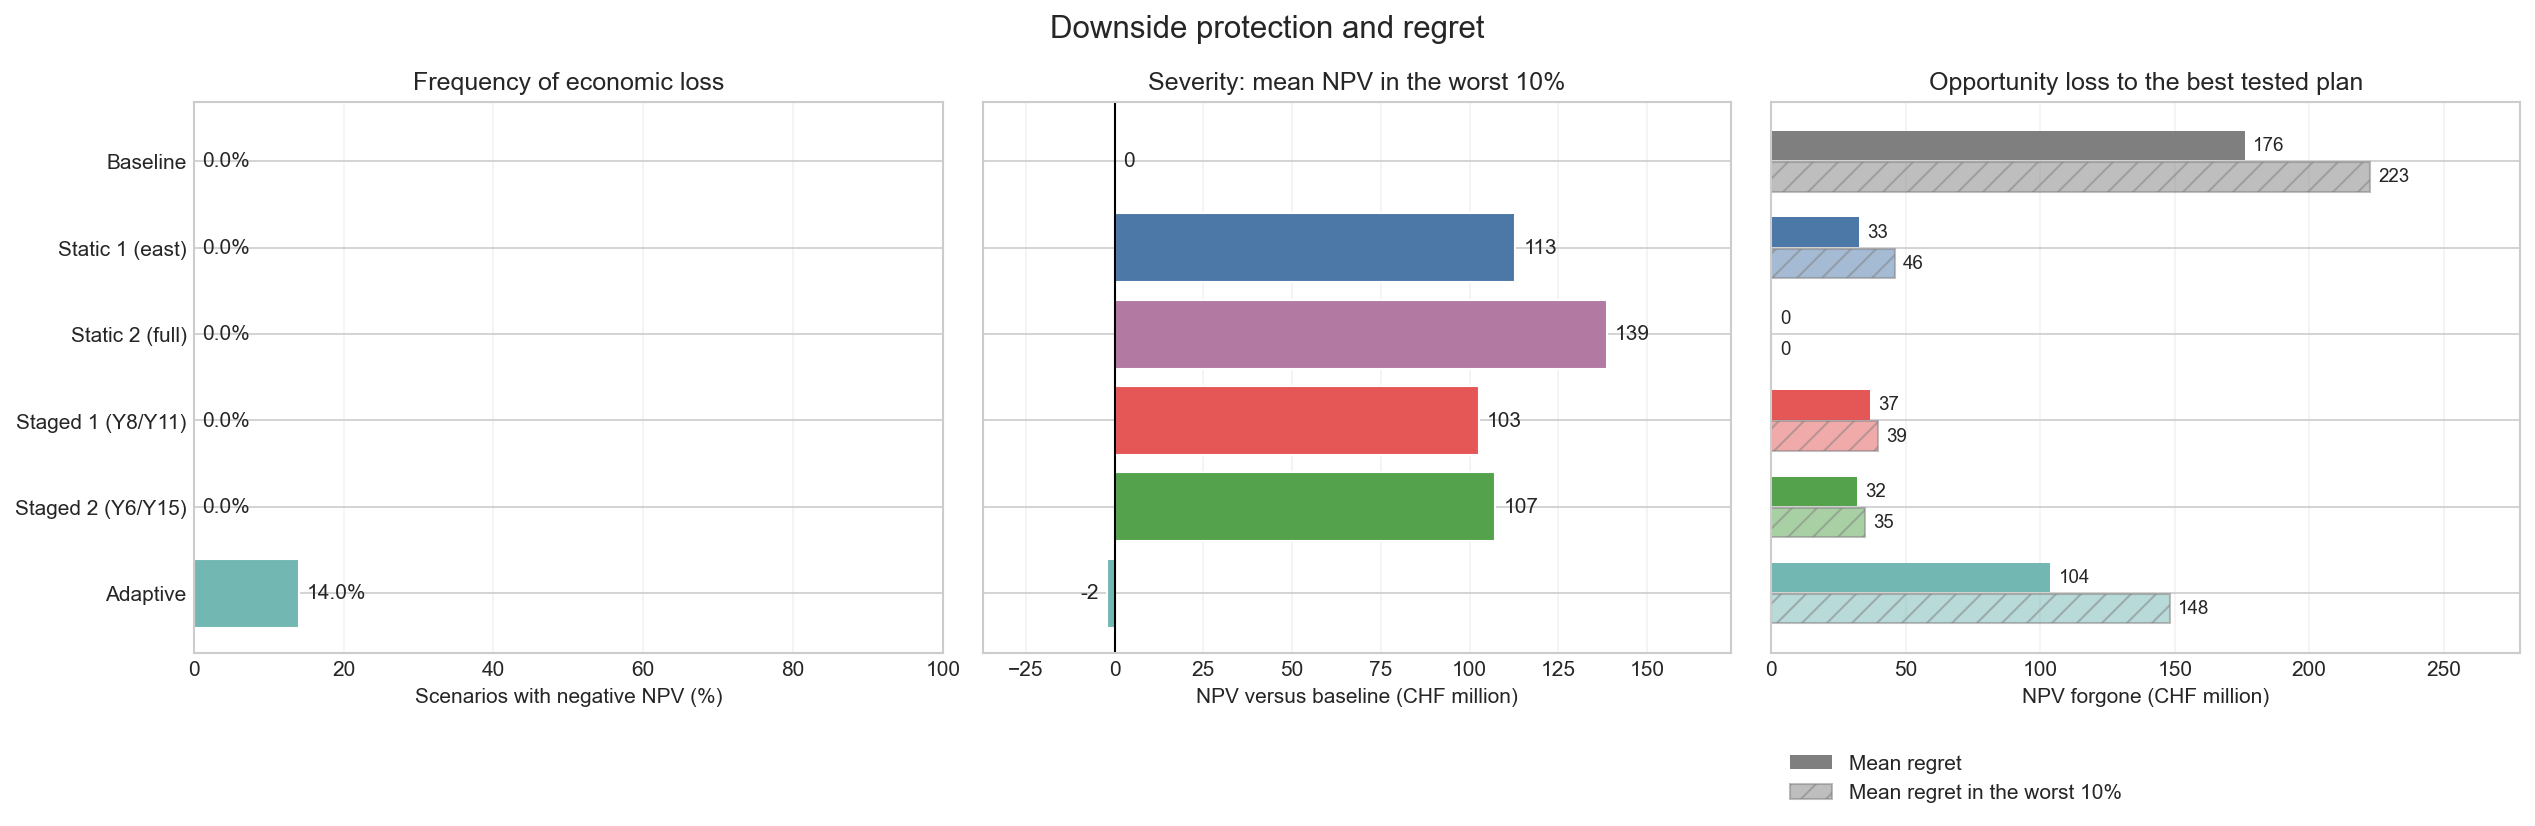 Downside protection and regret
Frequency of economic loss
Baseline
Static 1 (east)
Static 2 (full)
Staged 1 (Y8/Y11)
Staged 2 (Y6/Y15)
Adaptive
0.0%
0.0%
0.0%
0.0%
0.0%
14.0%
0 20 40 60 80 100
Scenarios with negative NPV (%)
Severity: mean NPV in the worst 10%
0
113
139
103
107
-2
−25 0 25 50 75 100 125 150
NPV versus baseline (CHF million)
Opportunity loss to the best tested plan
176
223
33
46
0
0
37
39
32
35
104
148
0 50 100 150 200 250
NPV forgone (CHF million)
Mean regret
Mean regret in the worst 10%